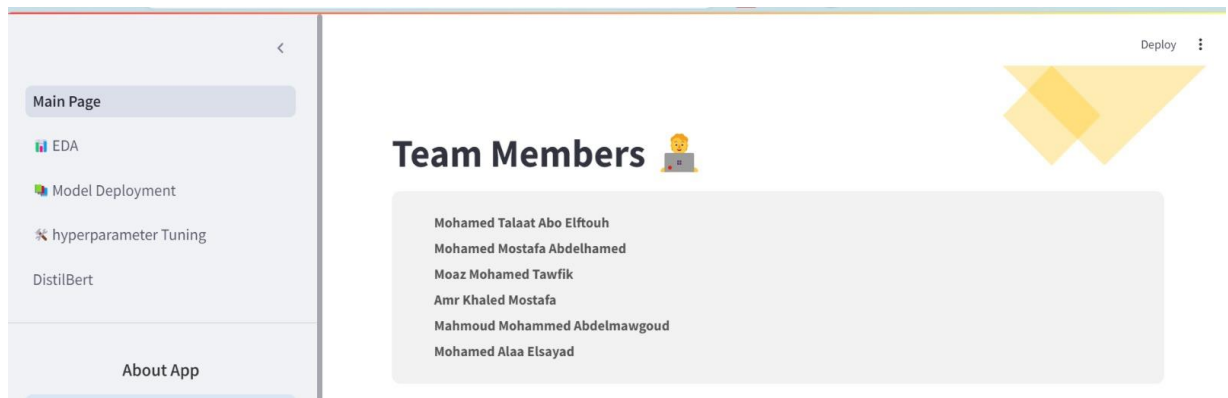 Main Page
EDA
Model Deployment
hyperparameter Tuning
DistilBert
About App
Deploy
Team Members
Mohamed Talaat Abo Elftouh
Mohamed Mostafa Abdelhamed
Moaz Mohamed Tawfik
Amr Khaled Mostafa
Mahmoud Mohammed Abdelmawgoud
Mohamed Alaa Elsayad